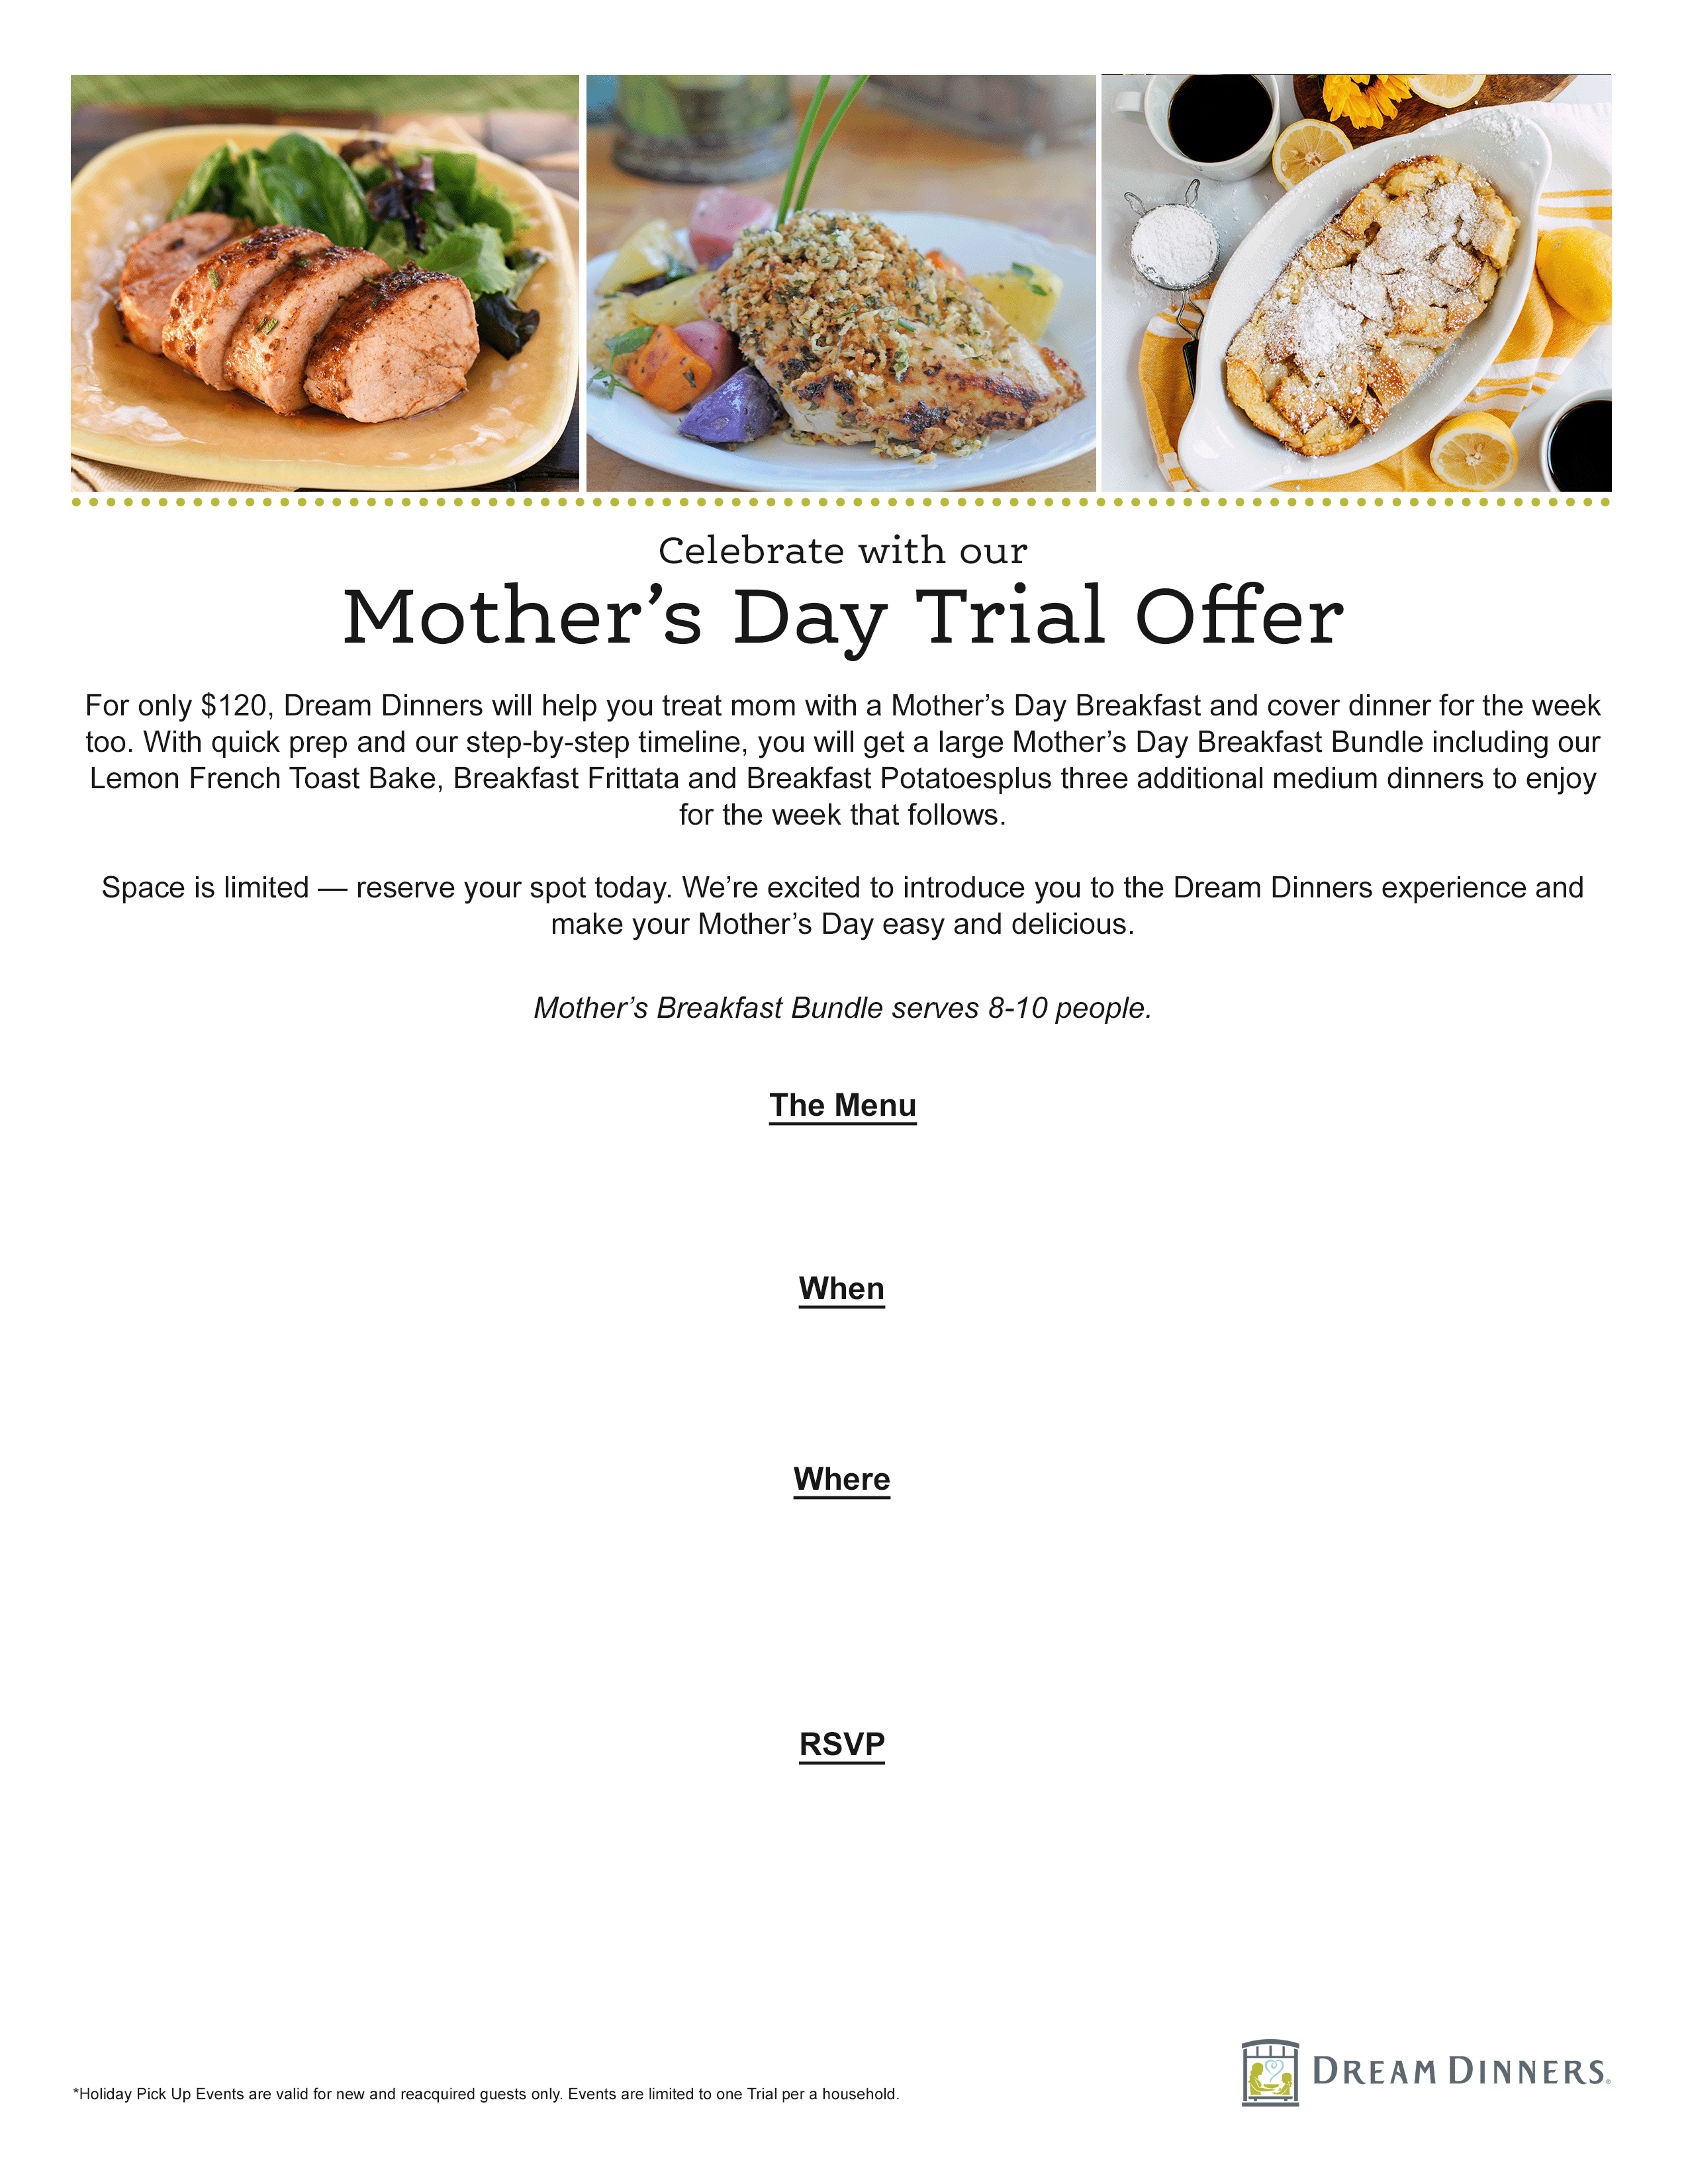 Celebrate with our
Mother’s Day Trial Offer
For only $120, Dream Dinners will help you treat mom with a Mother’s Day Breakfast and cover dinner for the week
too. With quick prep and our step-by-step timeline, you will get a large Mother’s Day Breakfast Bundle including our
Lemon French Toast Bake, Breakfast Frittata and Breakfast Potatoesplus three additional medium dinners to enjoy
for the week that follows.
Space is limited — reserve your spot today. We’re excited to introduce you to the Dream Dinners experience and
make your Mother’s Day easy and delicious.
Mother’s Breakfast Bundle serves 8-10 people.
The Menu
When
Where
RSVP
*Holiday Pick Up Events are valid for new and reacquired guests only. Events are limited to one Trial per a household.
DREAM DINNERS®